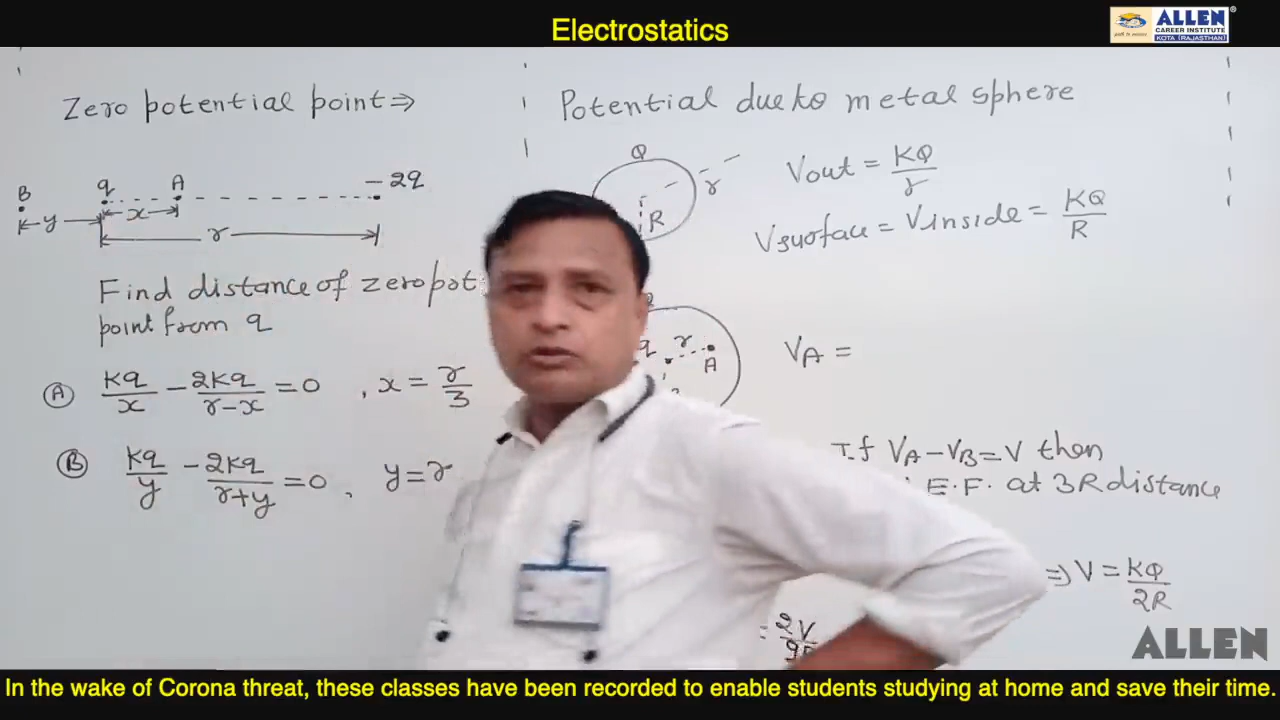 Electrostatics
ALLEN
CAREER INSTITUTE
KOTA (RAJASTHAN)
Zero potential point ⇒
B q A -2q
y x
r
Find distance of zero pot
point from q
(A) Kq/x - 2Kq/(r-x) = 0 , x = r/3
(B) Kq/y - 2Kq/(r+y) = 0 , y = r
Potential due to metal sphere
Q
r
R
Vout = KQ/r
Vsurface = Vinside = KQ/R
q r A
VA =
If VA - VB = V then
E.F. at 3R distance
⇒ V = KQ/2R
ALLEN
In the wake of Corona threat, these classes have been recorded to enable students studying at home and save their time.